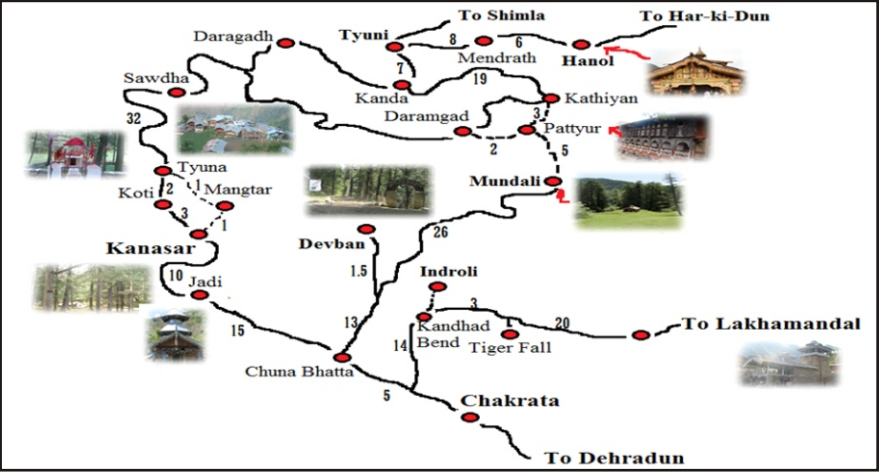 To Shimla
To Har-ki-Dun
Daragadh
Tyuni
8
6
Mendrath
Hanol
7
19
Sawdha
Kanda
Kathiyan
Daramgad
3
Pattyur
32
2
5
Tyuna
Mundali
1
Koti
2
Mangtar
3
1
26
Kanasar
Devban
Indroli
10
Jadi
1.5
3
15
13
Kandhad
Bend
20
To Lakhamandal
Tiger Fall
14
Chuna Bhatta
5
Chakrata
To Dehradun